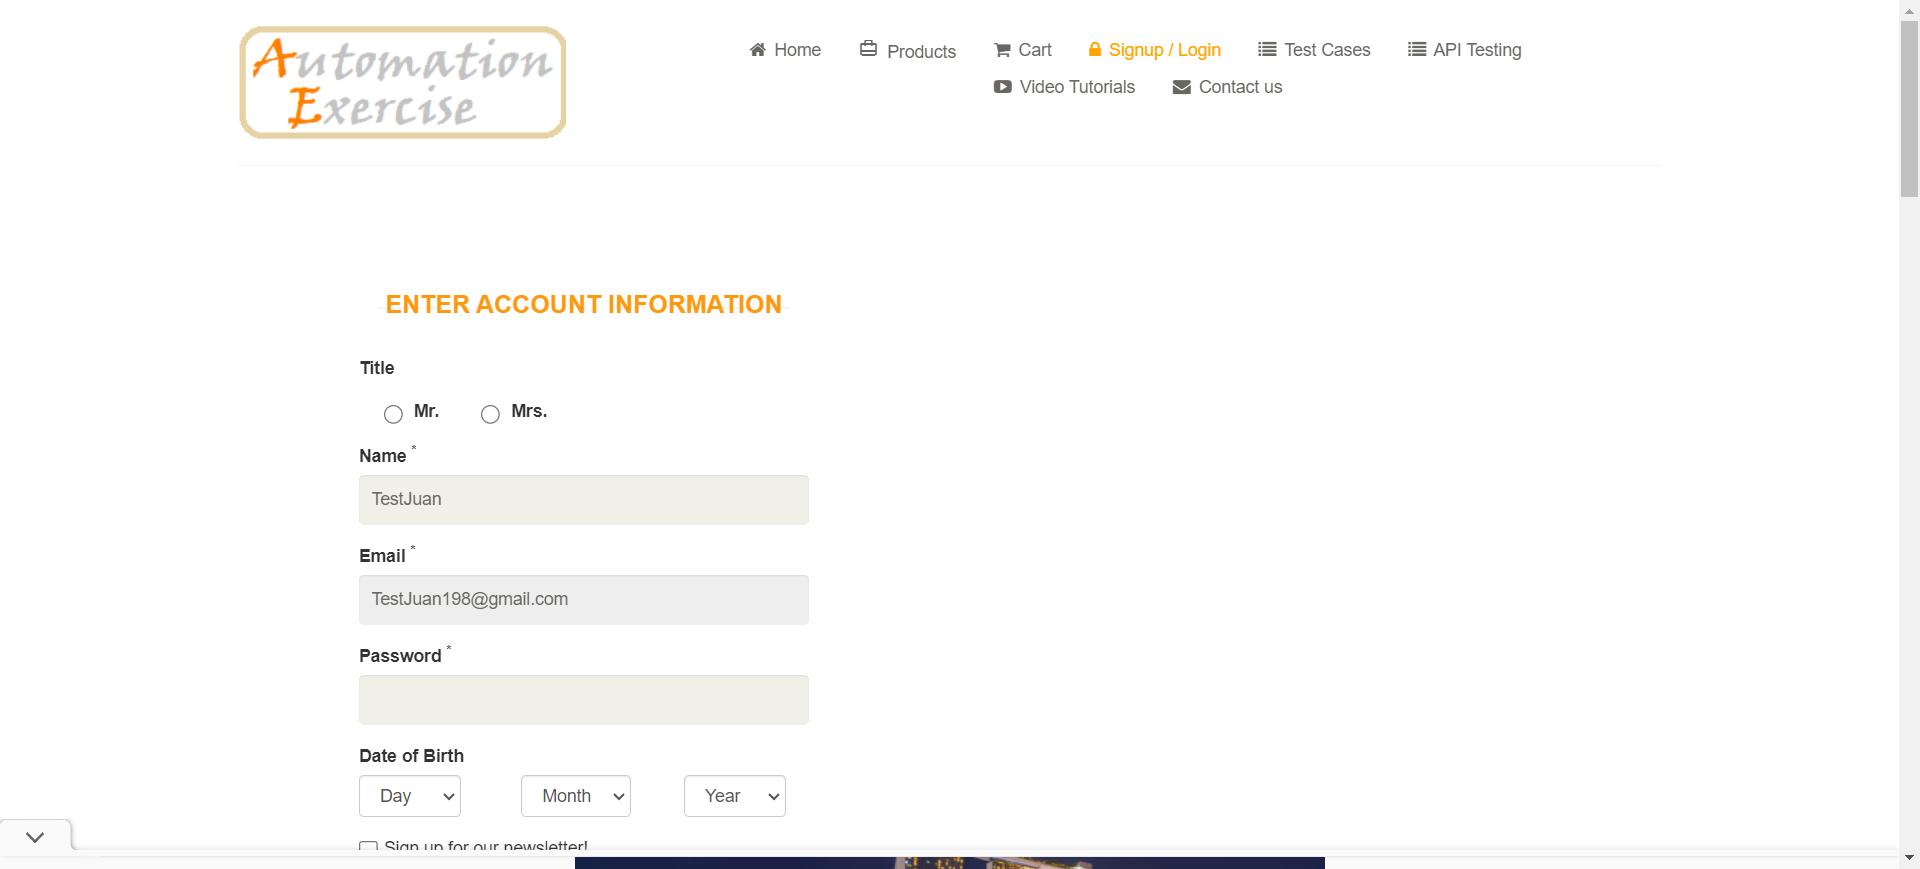 Automation
Exercise
Home Products Cart Signup / Login Test Cases API Testing
Video Tutorials Contact us
ENTER ACCOUNT INFORMATION
Title
Mr. Mrs.
Name *
TestJuan
Email *
TestJuan198@gmail.com
Password *
Date of Birth
Day Month Year
Sign up for our newsletter!